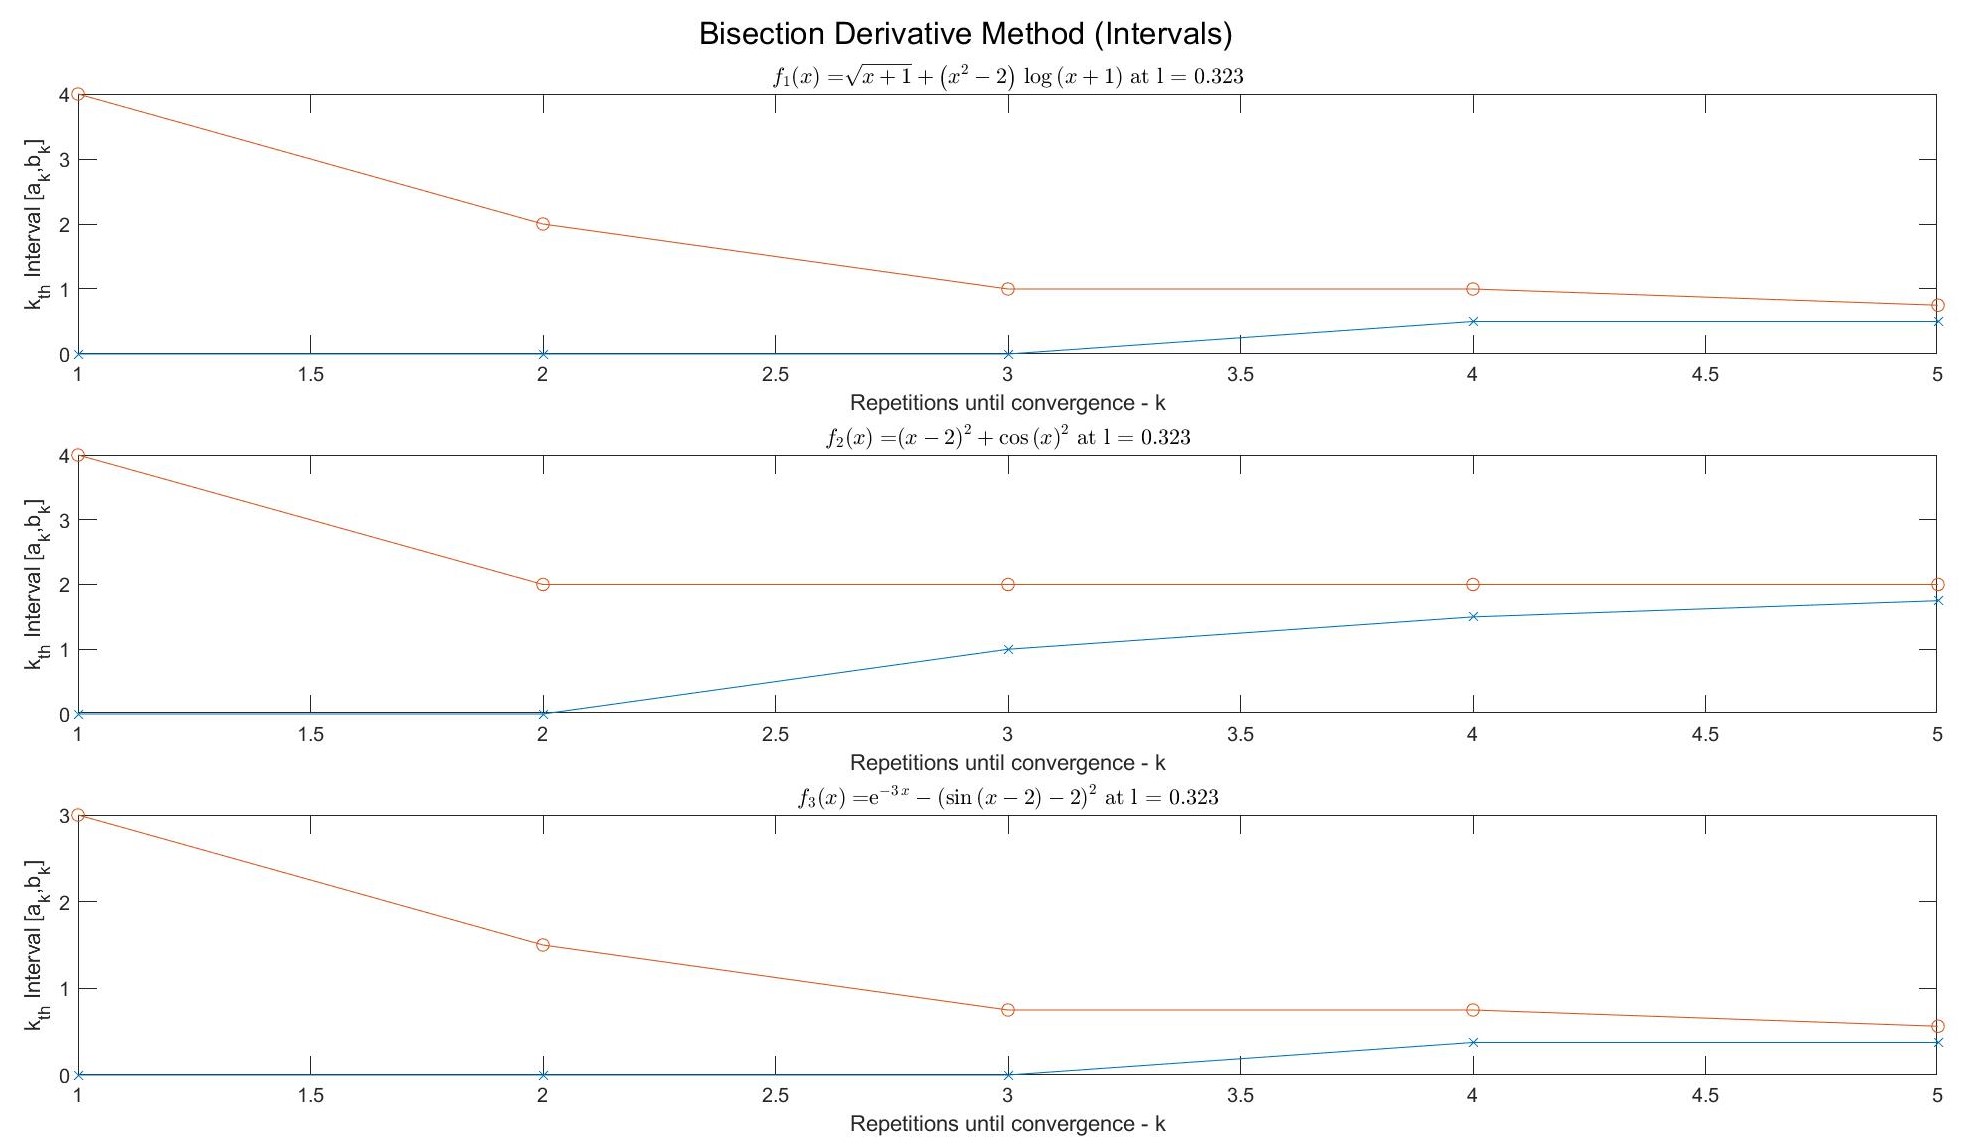 Bisection Derivative Method (Intervals)
f₁(x) =√(x + 1) + (x² − 2) log (x + 1) at l = 0.323
4
3
2
1
0
k_th Interval [a_k,b_k]
1 1.5 2 2.5 3 3.5 4 4.5 5
Repetitions until convergence - k
f₂(x) =(x − 2)² + cos (x)² at l = 0.323
4
3
2
1
0
k_th Interval [a_k,b_k]
1 1.5 2 2.5 3 3.5 4 4.5 5
Repetitions until convergence - k
f₃(x) =e^{−3 x} − (sin (x − 2) − 2)² at l = 0.323
3
2
1
0
k_th Interval [a_k,b_k]
1 1.5 2 2.5 3 3.5 4 4.5 5
Repetitions until convergence - k